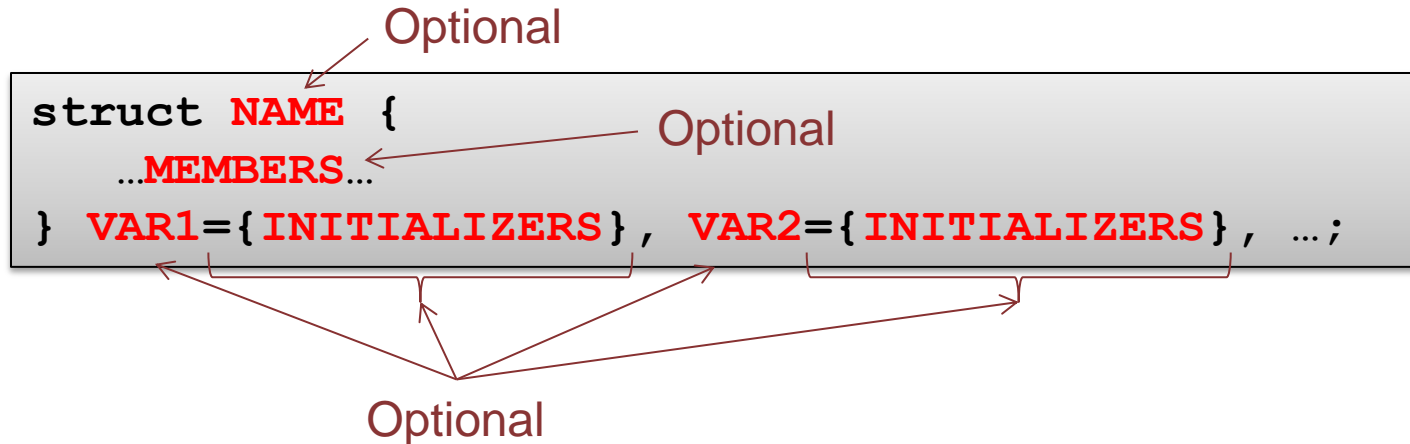 Optional
struct NAME {
Optional
…MEMBERS…
} VAR1={INITIALIZERS}, VAR2={INITIALIZERS}, …;
Optional